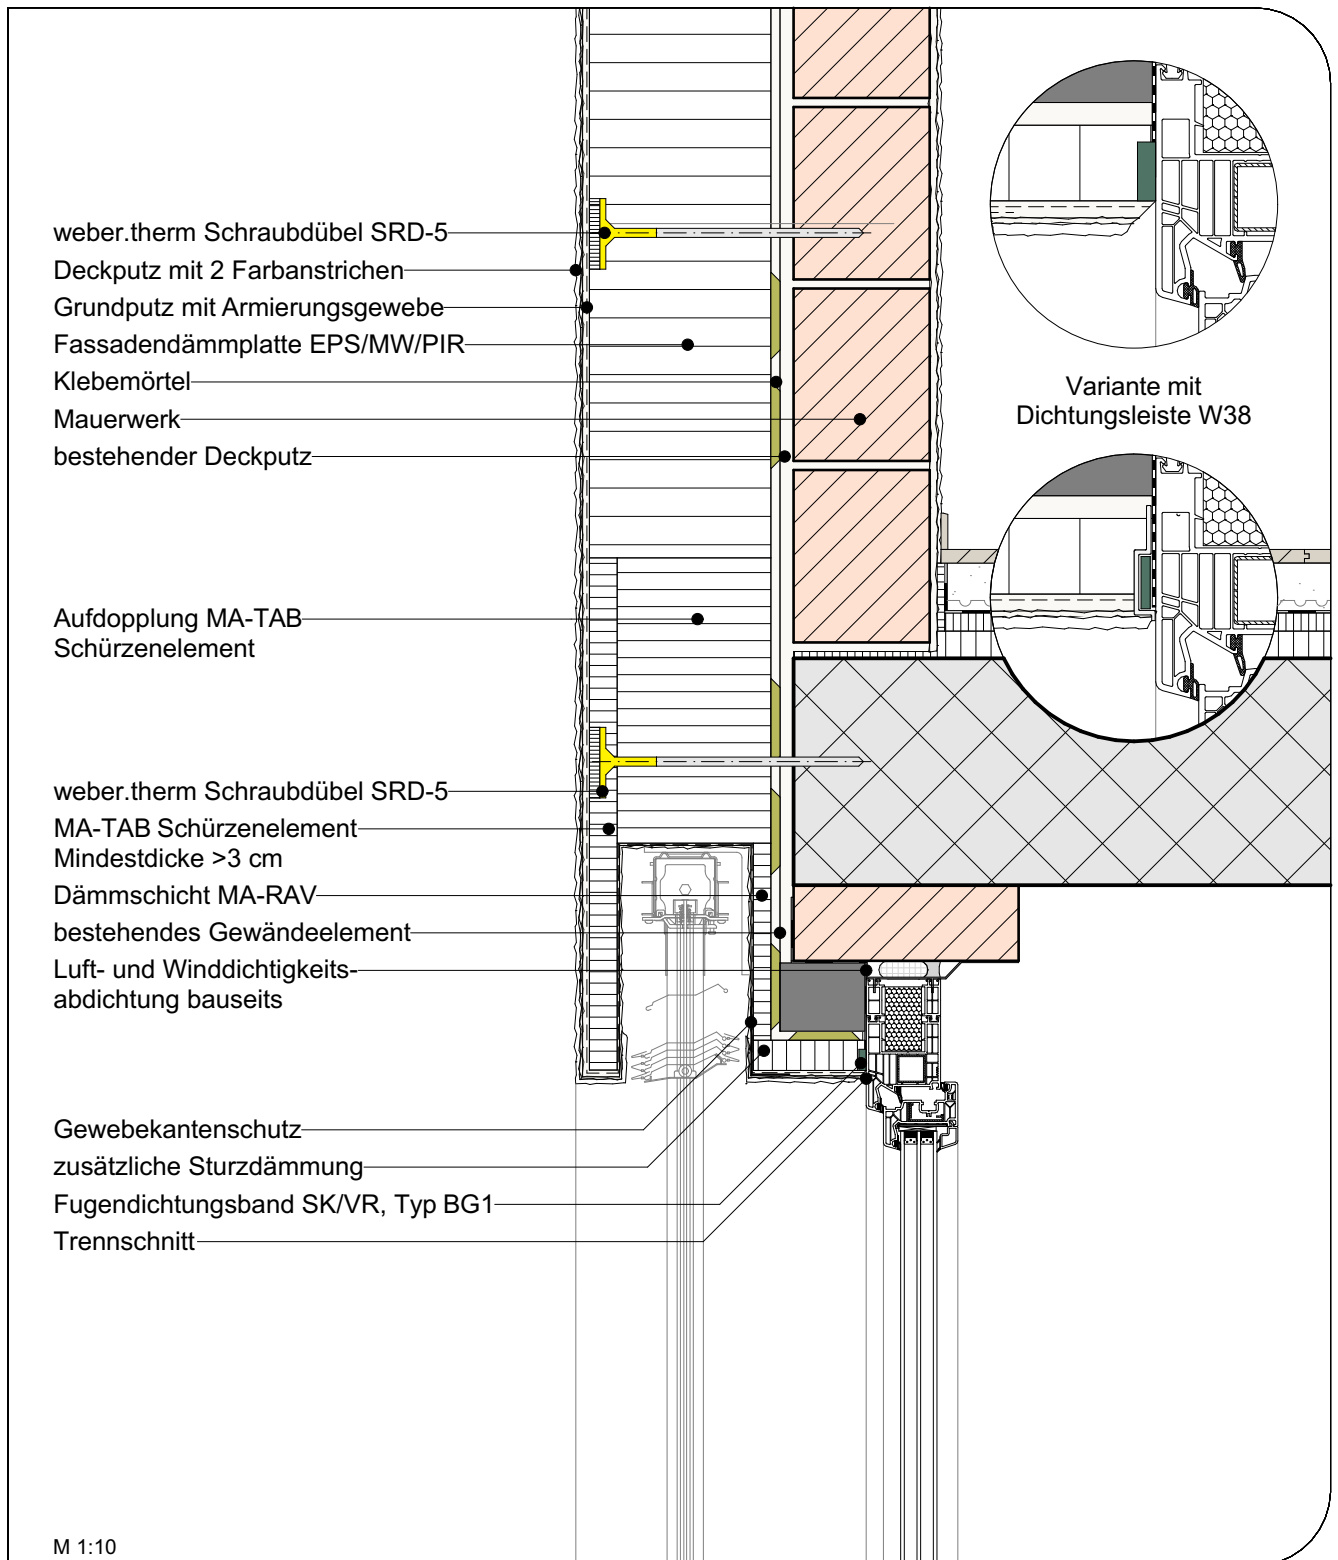 weber.therm Schraubdübel SRD-5
Deckputz mit 2 Farbanstrichen
Grundputz mit Armierungsgewebe
Fassadendämmplatte EPS/MW/PIR
Klebemörtel
Mauerwerk
bestehender Deckputz
Variante mit
Dichtungsleiste W38
Aufdopplung MA-TAB
Schürzenelement
weber.therm Schraubdübel SRD-5
MA-TAB Schürzenelement
Mindestdicke >3 cm
Dämmschicht MA-RAV
bestehendes Gewändeelement
Luft- und Winddichtigkeits-
abdichtung bauseits
Gewebekantenschutz
zusätzliche Sturzdämmung
Fugendichtungsband SK/VR, Typ BG1
Trennschnitt
M 1:10